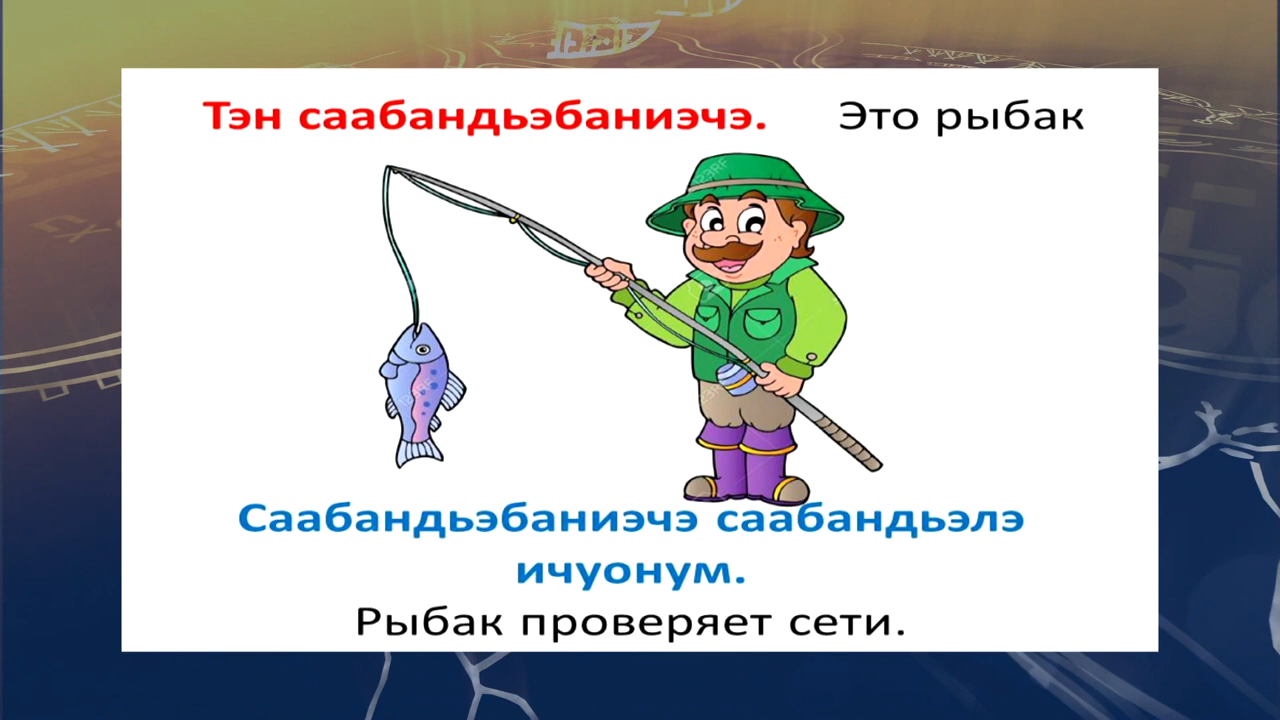 Тэн саабандьэбаниэчэ. Это рыбак
Саабандьэбаниэчэ саабандьэлэ
ичуонум.
Рыбак проверяет сети.